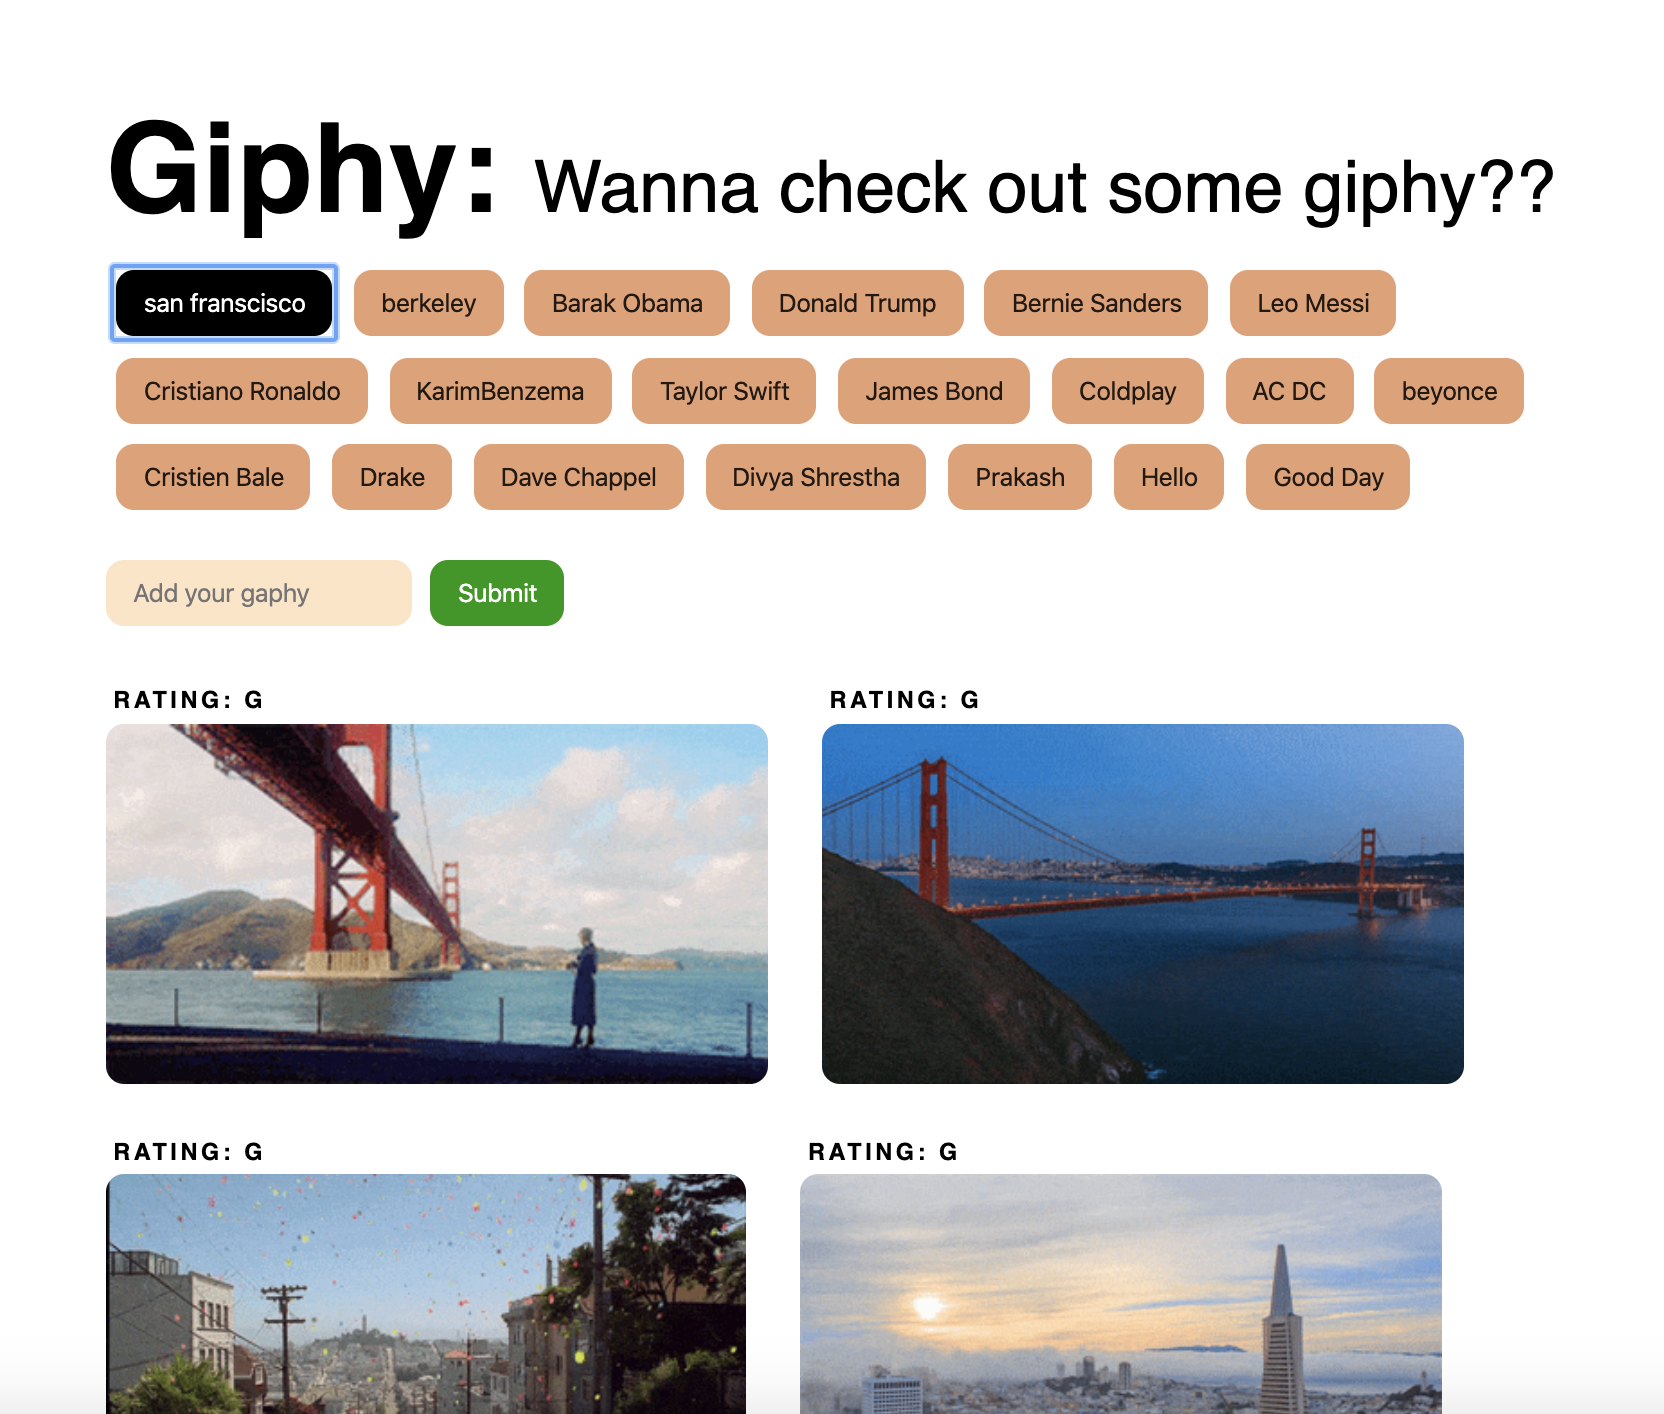 Giphy: Wanna check out some giphy??
san franscisco berkeley Barak Obama Donald Trump Bernie Sanders Leo Messi
Cristiano Ronaldo KarimBenzema Taylor Swift James Bond Coldplay AC DC beyonce
Cristien Bale Drake Dave Chappel Divya Shrestha Prakash Hello Good Day
Add your gaphy Submit
RATING: G RATING: G
RATING: G RATING: G